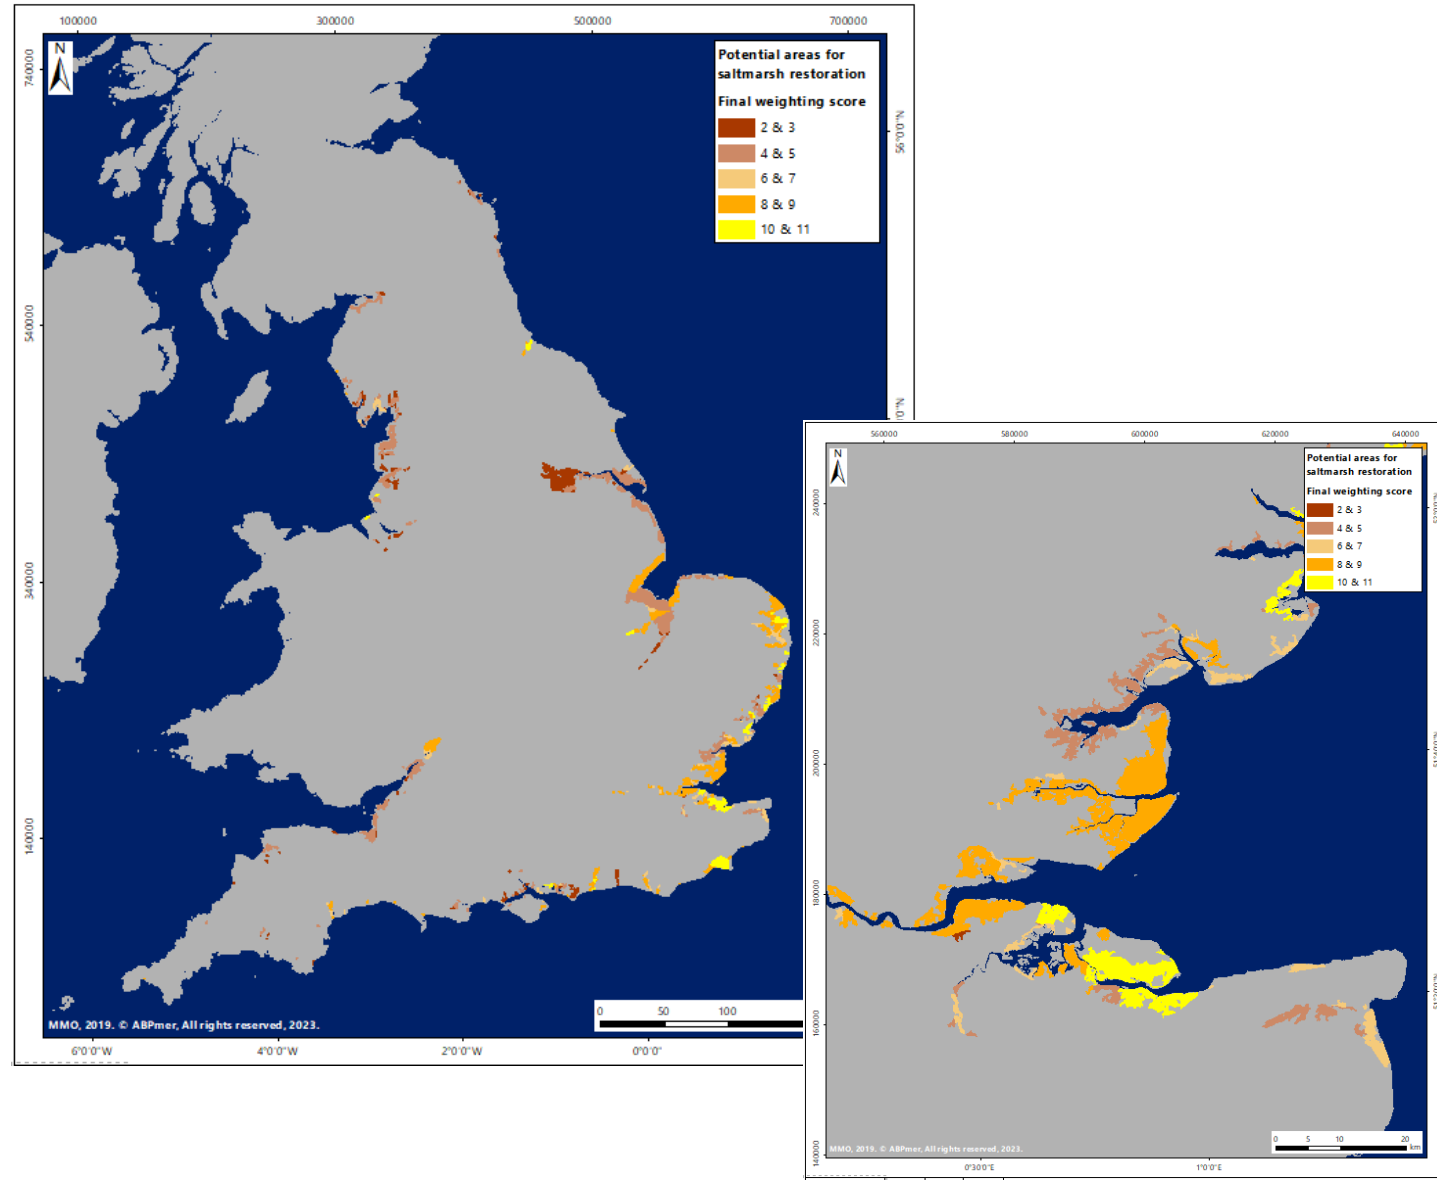 100000
300000
500000
700000
N
740000
540000
340000
140000
Potential areas for
saltmarsh restoration
Final weighting score
2 & 3
4 & 5
6 & 7
8 & 9
10 & 11
56°0'0"N
0'0"N
0
50
100
MMO, 2019. © ABPmer, All rights reserved, 2023.
6°0'0"W
4°0'0"W
2°0'0"W
0°0'0"
560000
580000
600000
620000
640000
N
240000
220000
200000
180000
160000
140000
Potential areas for
saltmarsh restoration
Final weighting score
2 & 3
4 & 5
6 & 7
8 & 9
10 & 11
0
5
10
20
km
MMO, 2019. © ABPmer, All rights reserved, 2023.
0°30'0"E
1°0'0"E